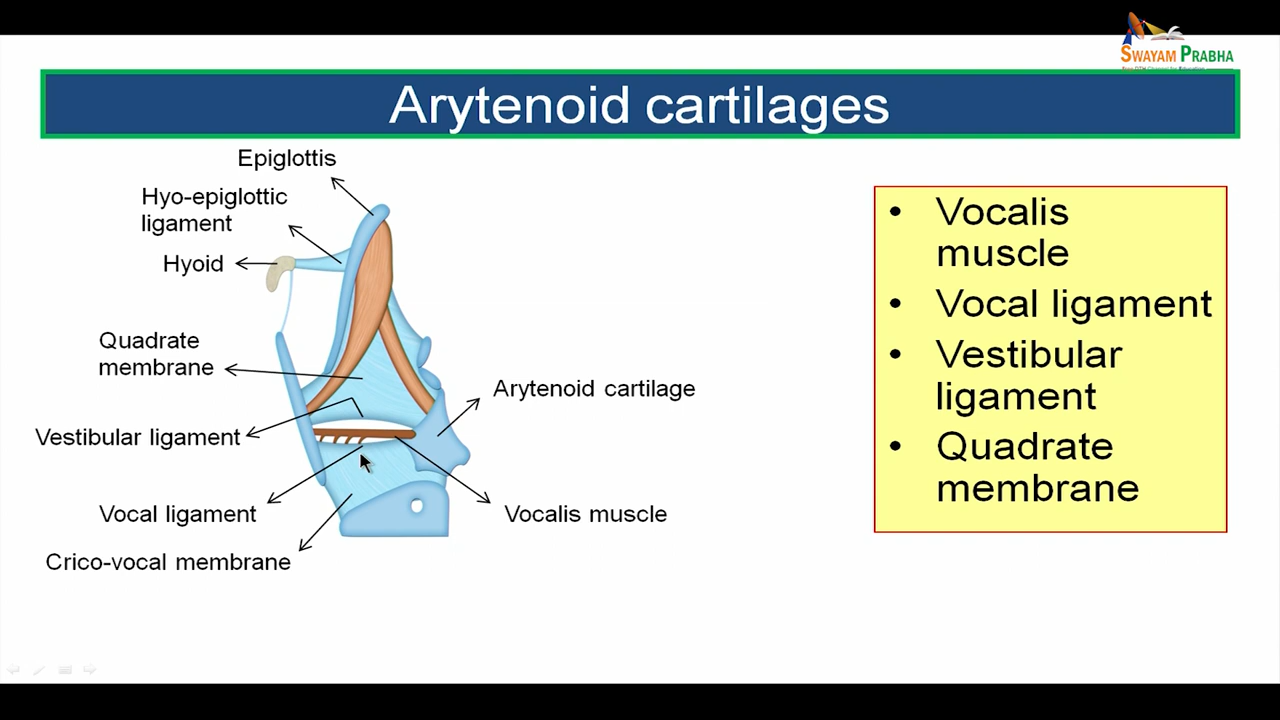 SWAYAM PRABHA
Arytenoid cartilages
Epiglottis
Hyo-epiglottic
ligament
Hyoid
Quadrate
membrane
Arytenoid cartilage
Vestibular ligament
Vocal ligament
Vocalis muscle
Crico-vocal membrane
• Vocalis
muscle
• Vocal ligament
• Vestibular
ligament
• Quadrate
membrane